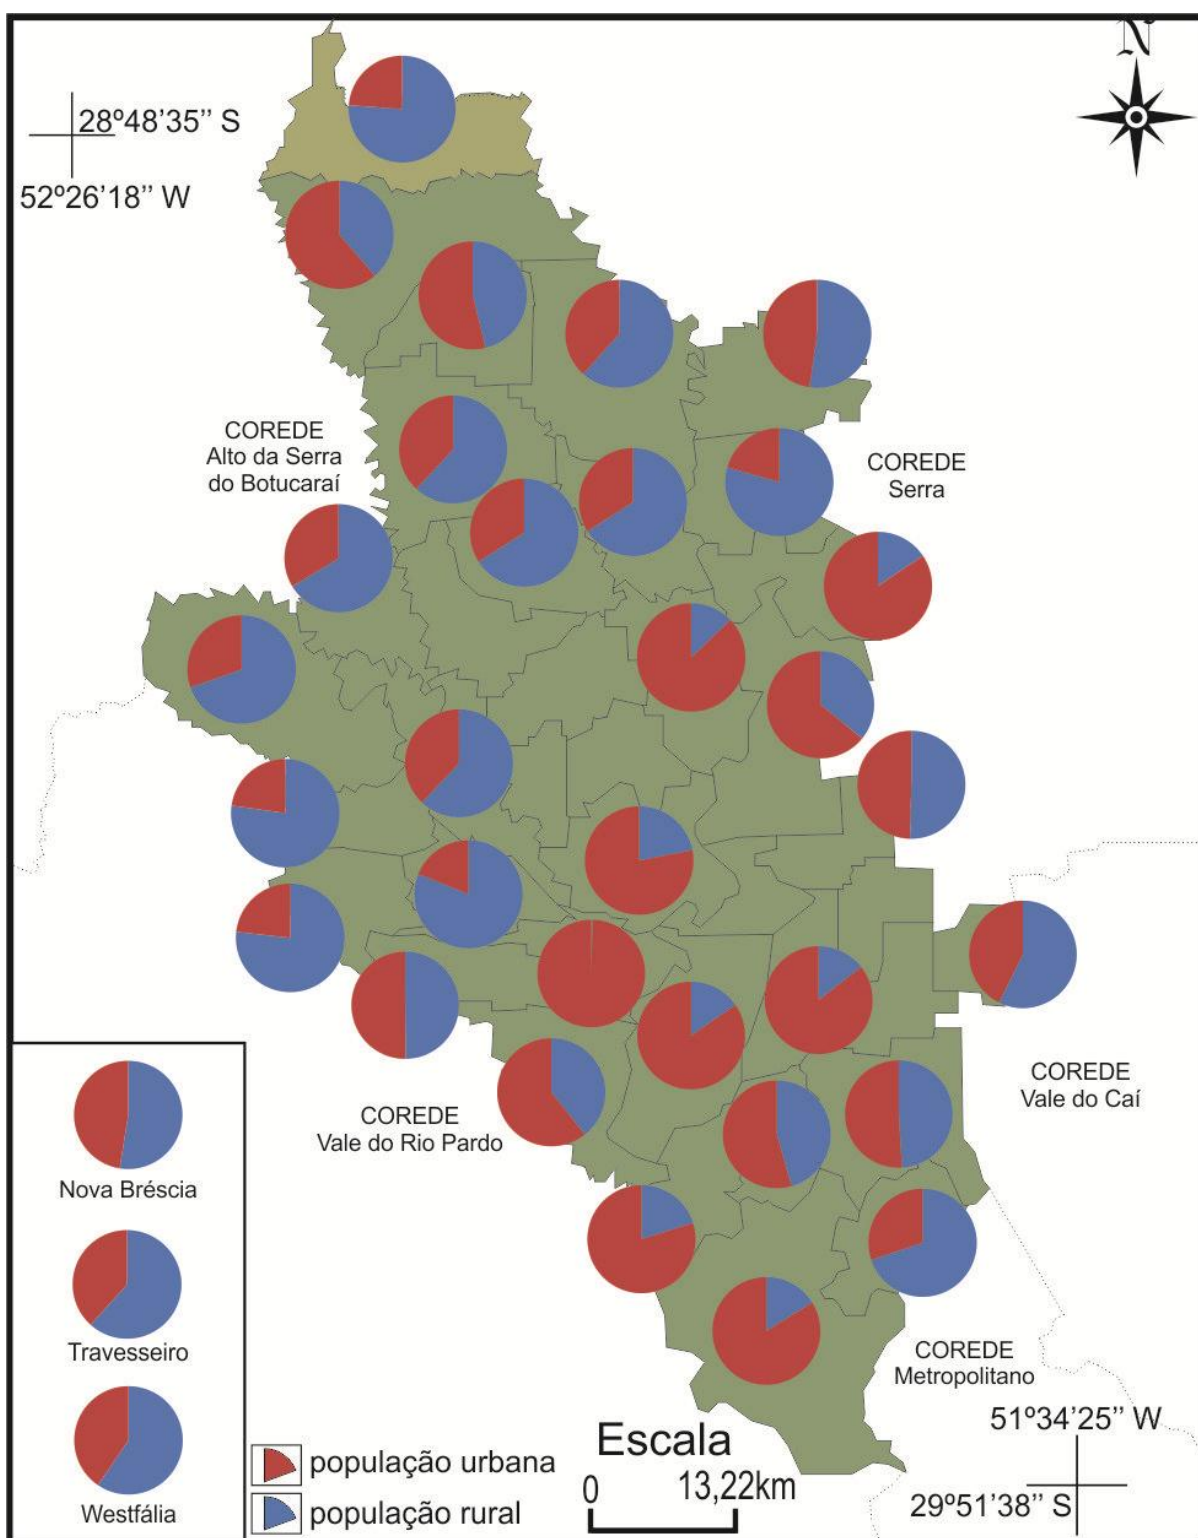 N
28º48’35’’ S
52º26’18’’ W
COREDE
Alto da Serra
do Botucaraí
COREDE
Serra
COREDE
Vale do Caí
COREDE
Vale do Rio Pardo
Nova Bréscia
Travesseiro
COREDE
Metropolitano
Westfália
população urbana
população rural
Escala
0 13,22km
51º34’25’’ W
29º51’38’’ S